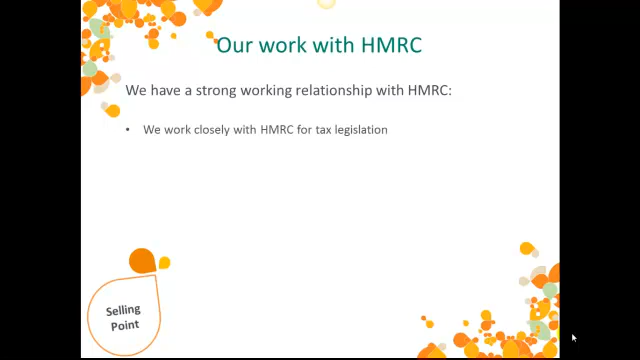 Our work with HMRC
We have a strong working relationship with HMRC:
• We work closely with HMRC for tax legislation
Selling
Point